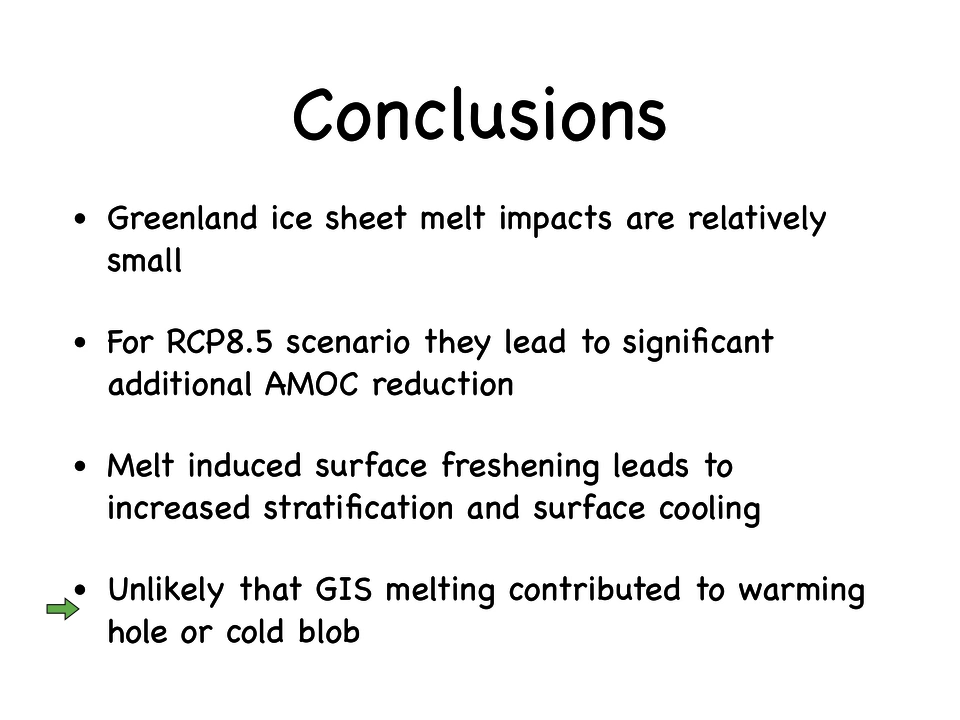 Conclusions
• Greenland ice sheet melt impacts are relatively
small
• For RCP8.5 scenario they lead to significant
additional AMOC reduction
• Melt induced surface freshening leads to
increased stratification and surface cooling
• Unlikely that GIS melting contributed to warming
hole or cold blob